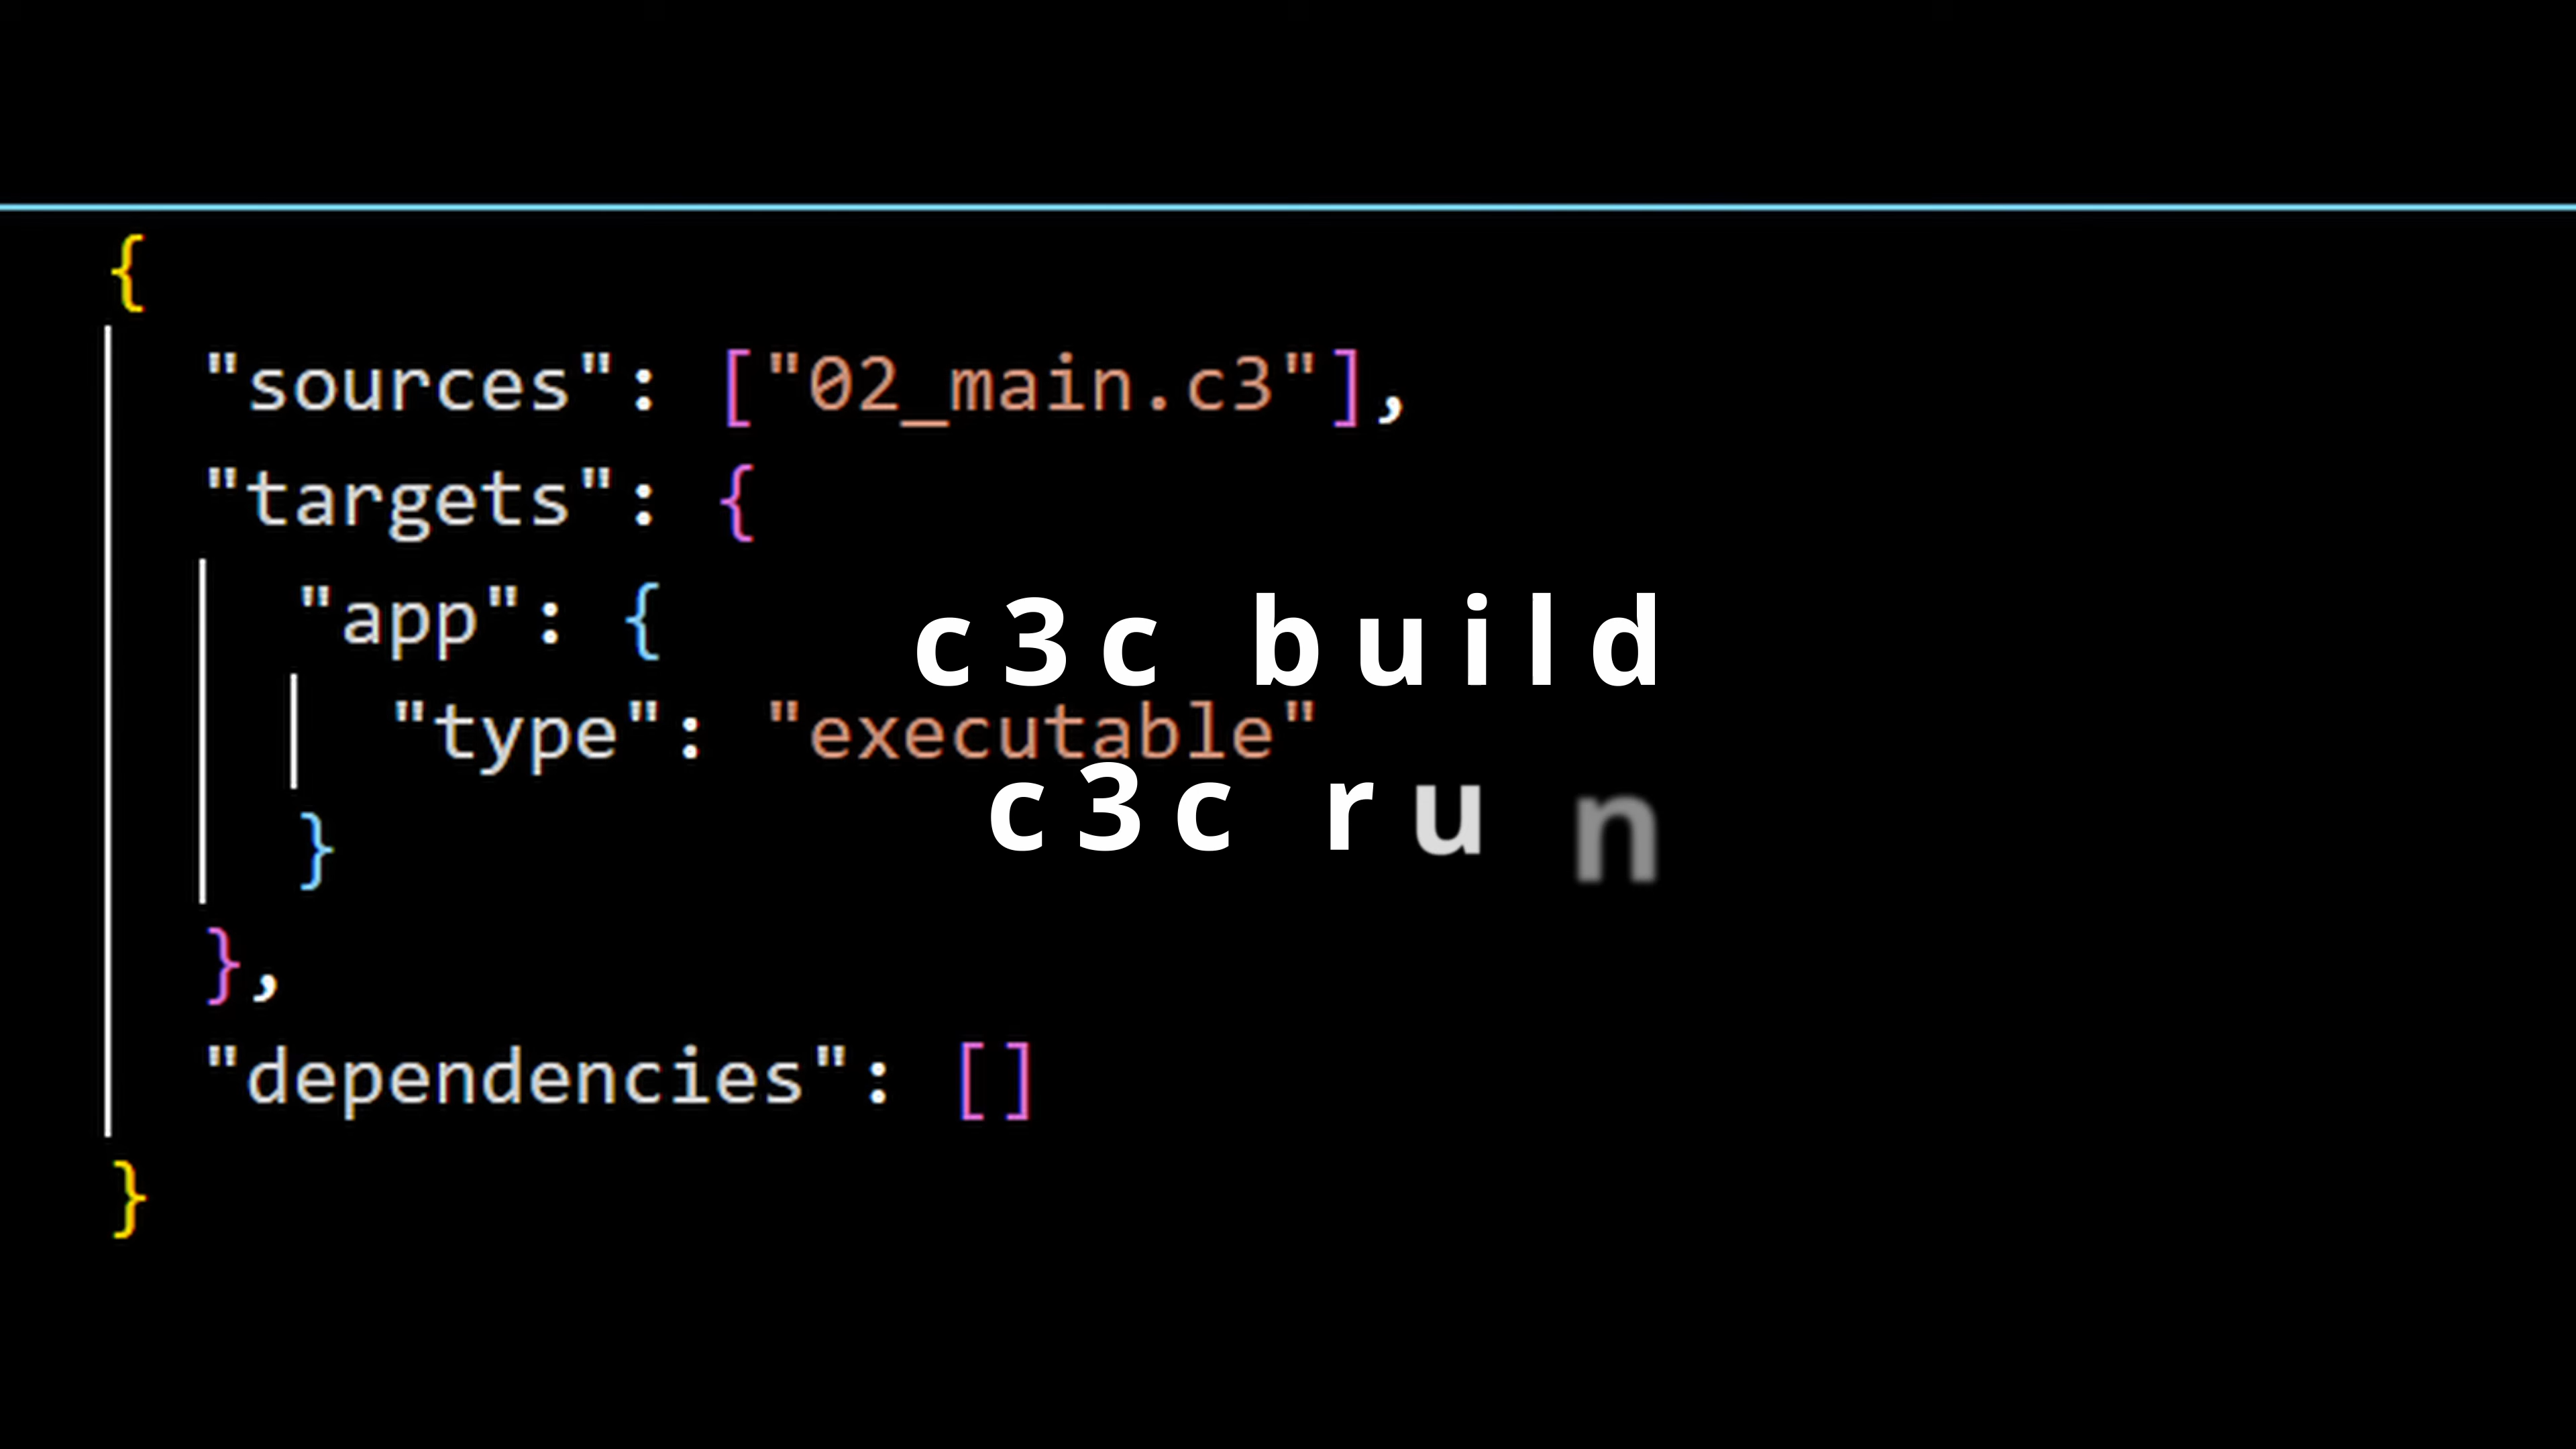 {
"sources": ["02_main.c3"],
"targets": {
"app": {
c3c build
"type": "executable"
c3c run
}
},
"dependencies": []
}